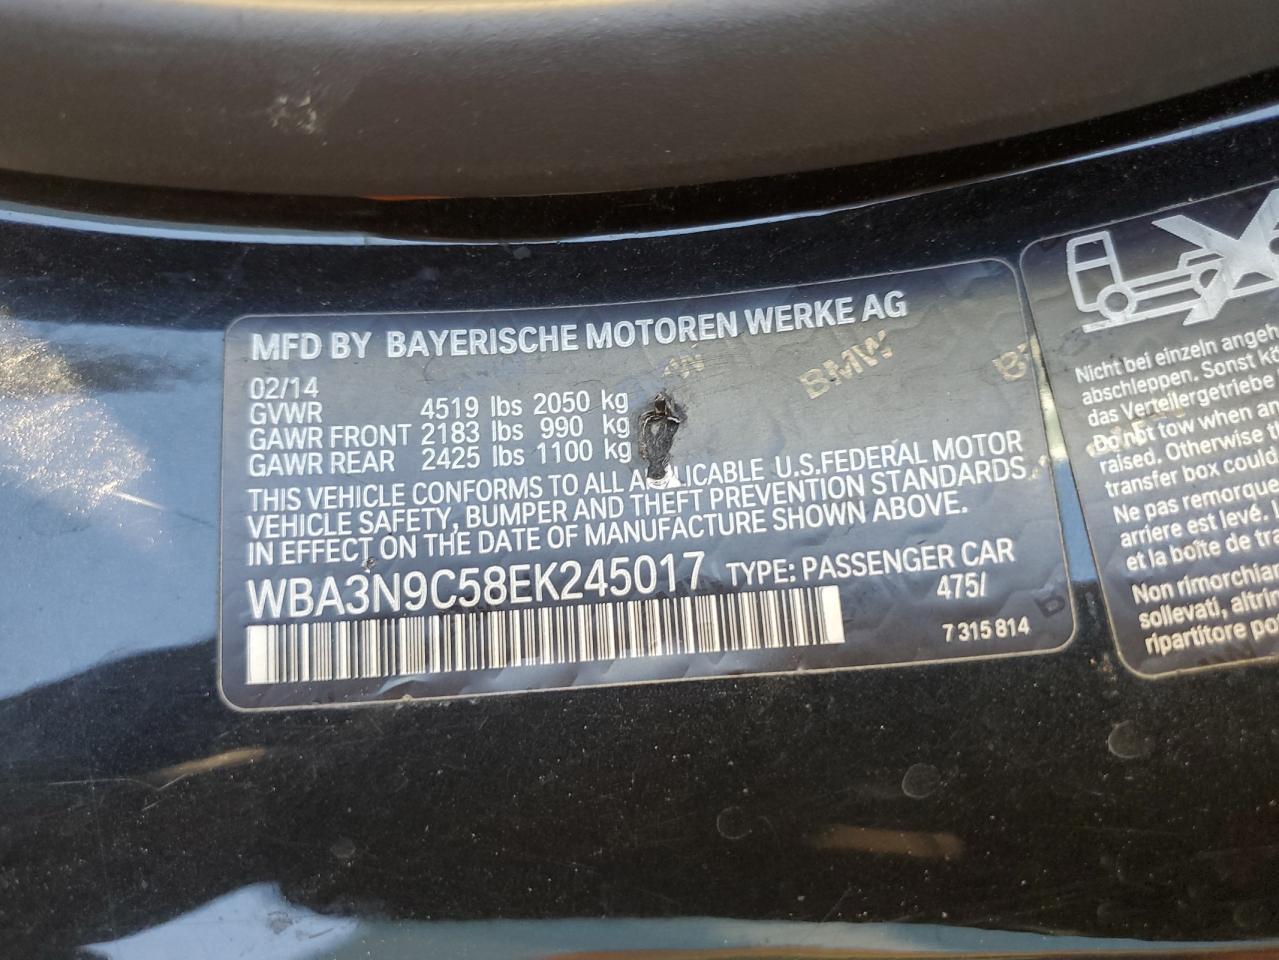 MFD BY BAYERISCHE MOTOREN WERKE AG
02/14
GVWR 4519 lbs 2050 kg
GAWR FRONT 2183 lbs 990 kg
GAWR REAR 2425 lbs 1100 kg
THIS VEHICLE CONFORMS TO ALL APPLICABLE U.S.FEDERAL MOTOR
VEHICLE SAFETY, BUMPER AND THEFT PREVENTION STANDARDS
IN EFFECT ON THE DATE OF MANUFACTURE SHOWN ABOVE.
WBA3N9C58EK245017 TYPE: PASSENGER CAR
475/
7 315 814
BMW
Nicht bei einzeln angeh
abschleppen. Sonst kö
das Verteilergetriebe
Do not tow when an
raised. Otherwise th
transfer box could
Ne pas remorque
arriere est levé.
et la boîte de tra
Non rimorchiar
sollevati, altrim
ripartitore po